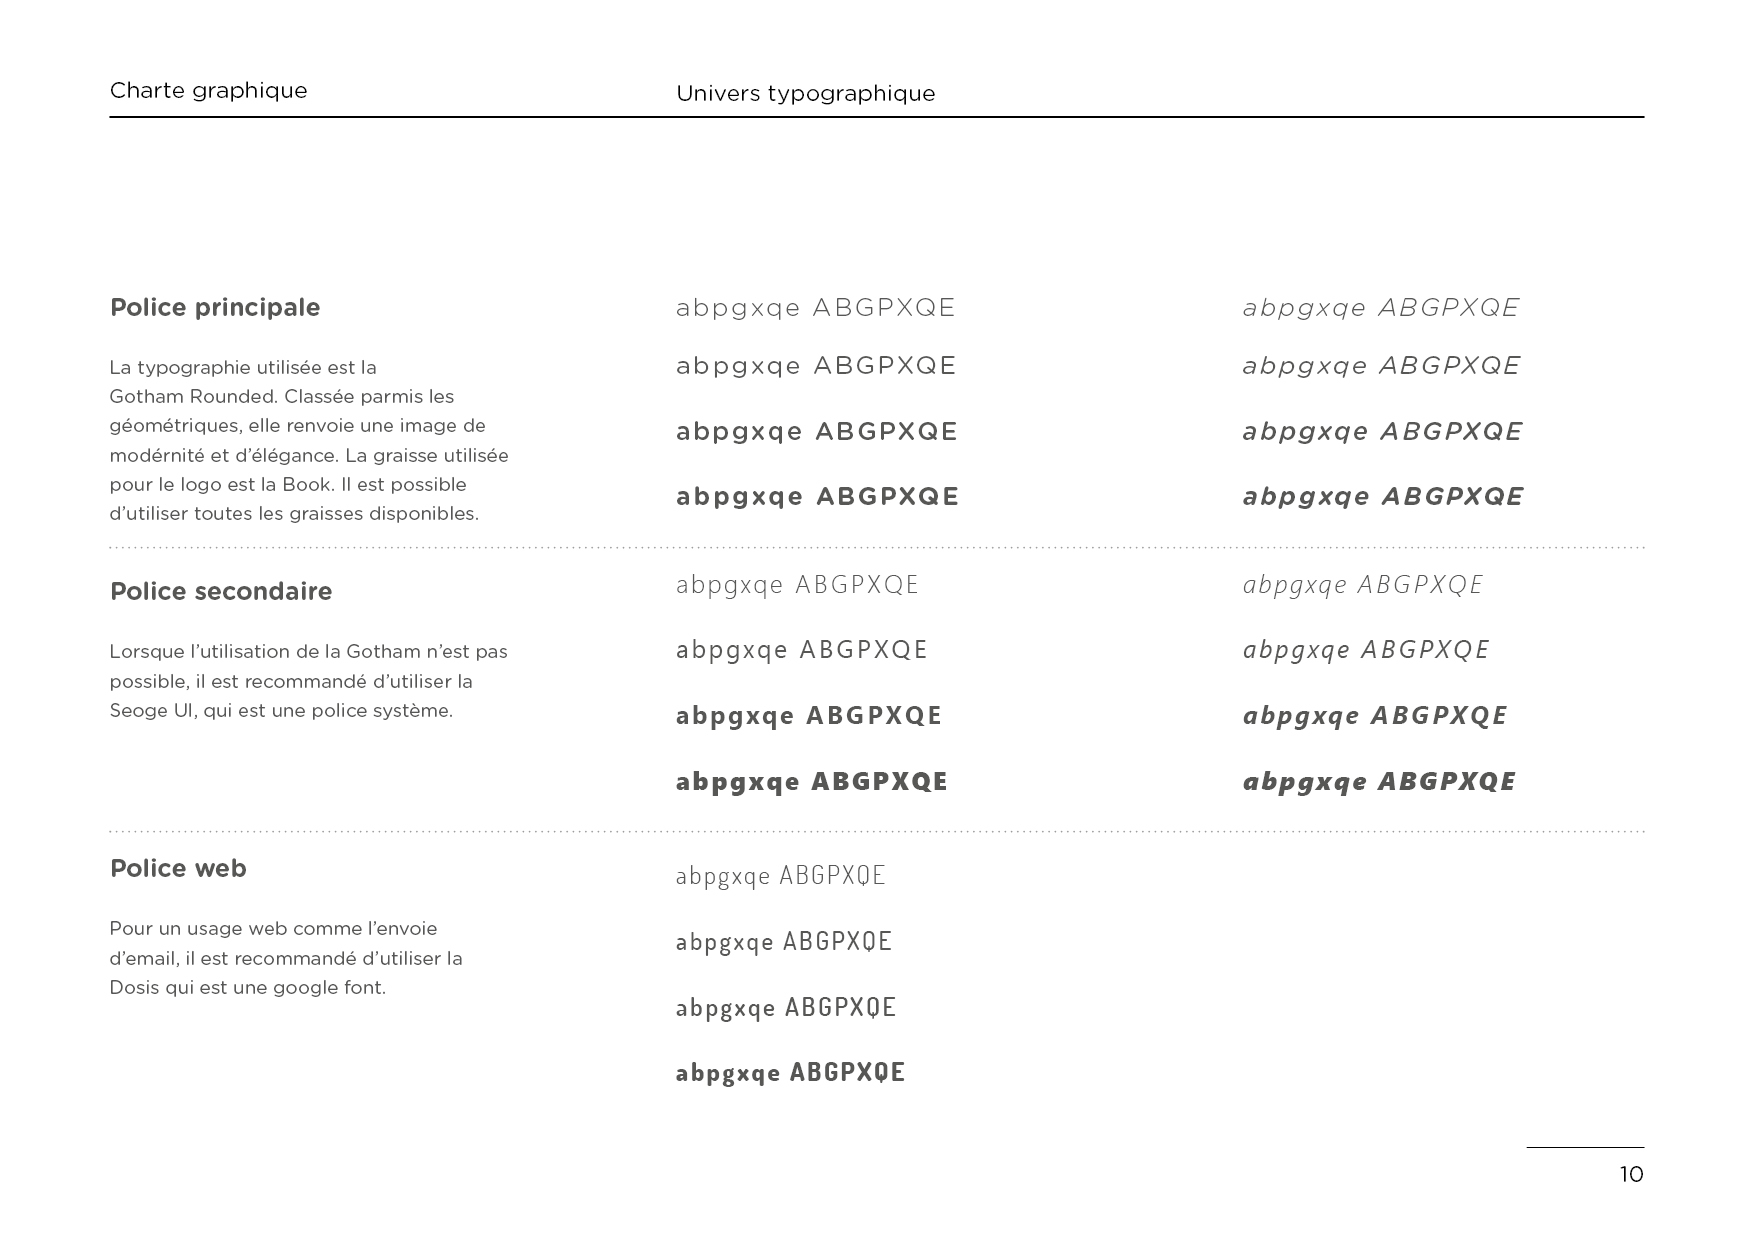 Charte graphique
Univers typographique
Police principale
La typographie utilisée est la
Gotham Rounded. Classée parmis les
géométriques, elle renvoie une image de
modérnité et d’élégance. La graisse utilisée
pour le logo est la Book. Il est possible
d’utiliser toutes les graisses disponibles.
abpgxqe ABGPXQE
abpgxqe ABGPXQE
abpgxqe ABGPXQE
abpgxqe ABGPXQE
abpgxqe ABGPXQE
abpgxqe ABGPXQE
abpgxqe ABGPXQE
abpgxqe ABGPXQE
Police secondaire
Lorsque l’utilisation de la Gotham n’est pas
possible, il est recommandé d’utiliser la
Seoge UI, qui est une police système.
abpgxqe ABGPXQE
abpgxqe ABGPXQE
abpgxqe ABGPXQE
abpgxqe ABGPXQE
abpgxqe ABGPXQE
abpgxqe ABGPXQE
abpgxqe ABGPXQE
abpgxqe ABGPXQE
Police web
Pour un usage web comme l’envoie
d’email, il est recommandé d’utiliser la
Dosis qui est une google font.
abpgxqe ABGPXQE
abpgxqe ABGPXQE
abpgxqe ABGPXQE
abpgxqe ABGPXQE
10